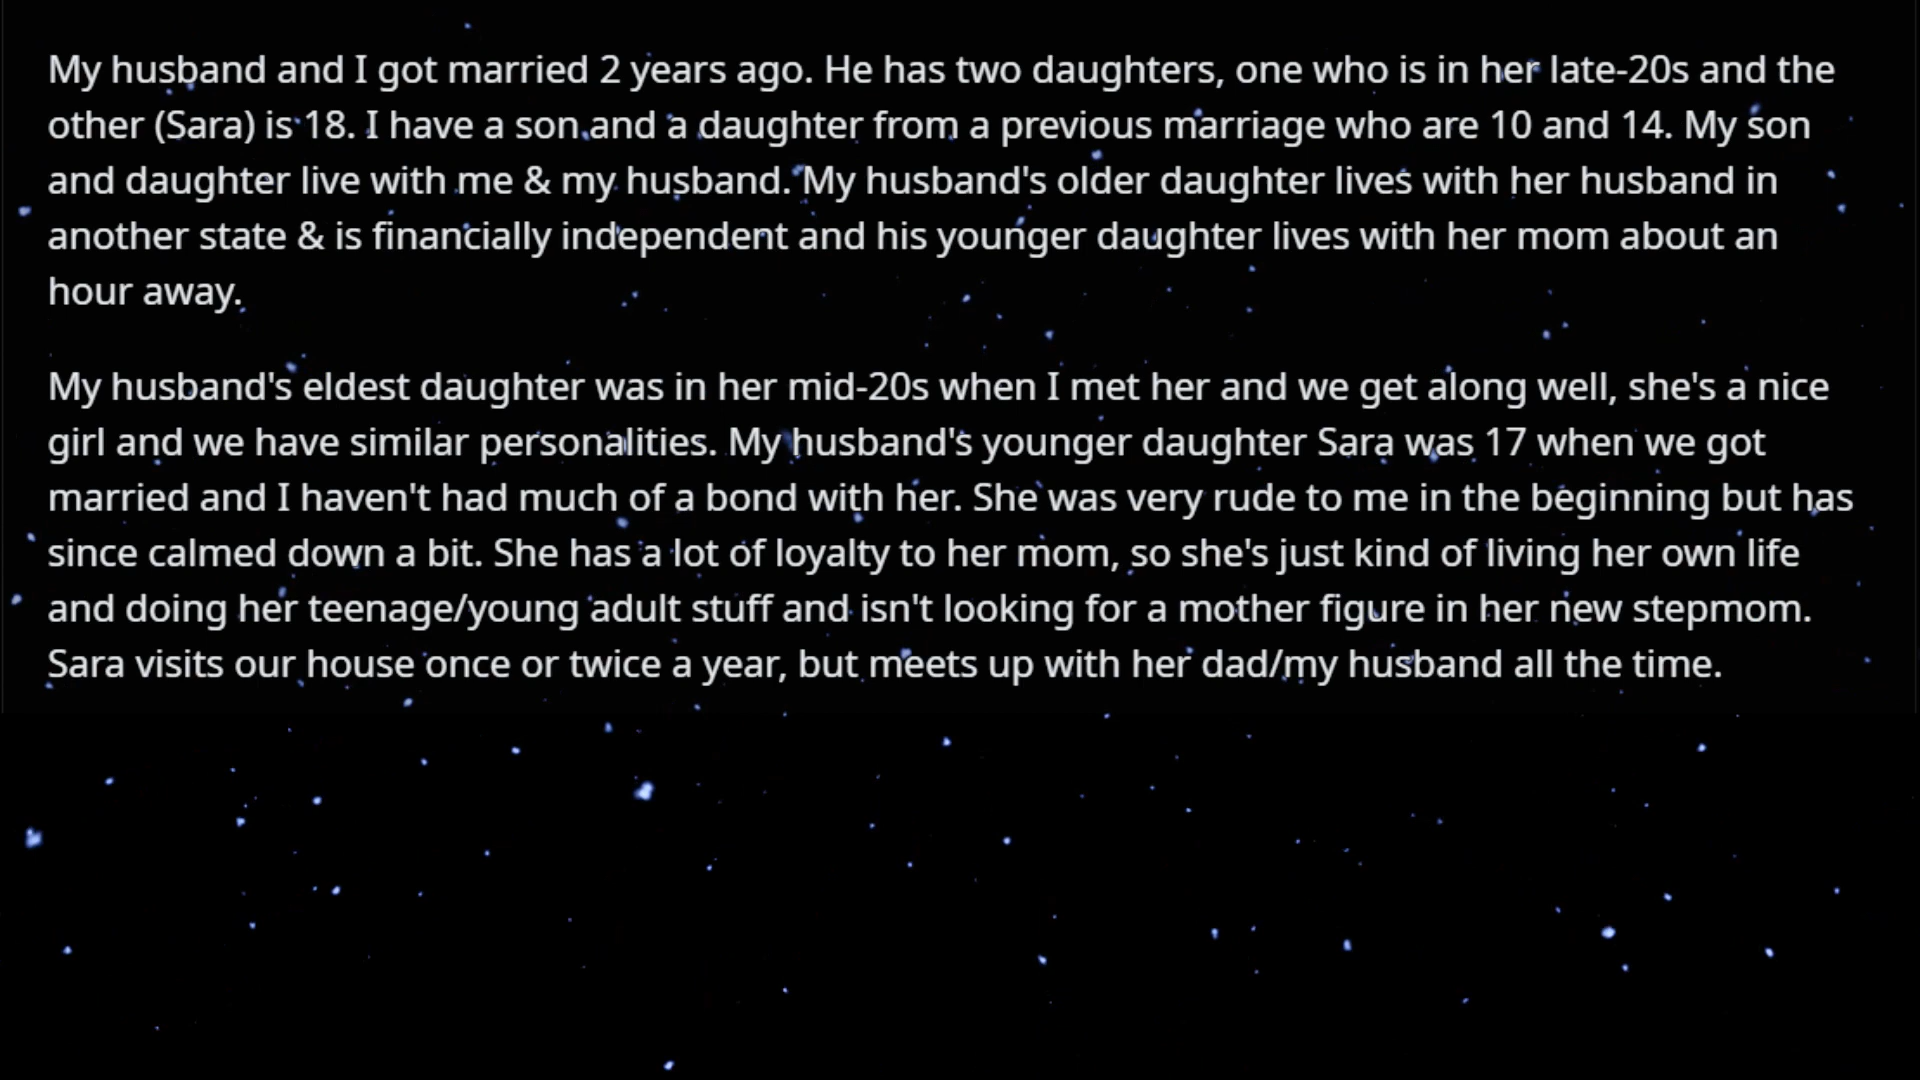 My husband and I got married 2 years ago. He has two daughters, one who is in her late-20s and the
other (Sara) is 18. I have a son and a daughter from a previous marriage who are 10 and 14. My son
and daughter live with me & my husband. My husband's older daughter lives with her husband in
another state & is financially independent and his younger daughter lives with her mom about an
hour away.
My husband's eldest daughter was in her mid-20s when I met her and we get along well, she's a nice
girl and we have similar personalities. My husband's younger daughter Sara was 17 when we got
married and I haven't had much of a bond with her. She was very rude to me in the beginning but has
since calmed down a bit. She has a lot of loyalty to her mom, so she's just kind of living her own life
and doing her teenage/young adult stuff and isn't looking for a mother figure in her new stepmom.
Sara visits our house once or twice a year, but meets up with her dad/my husband all the time.